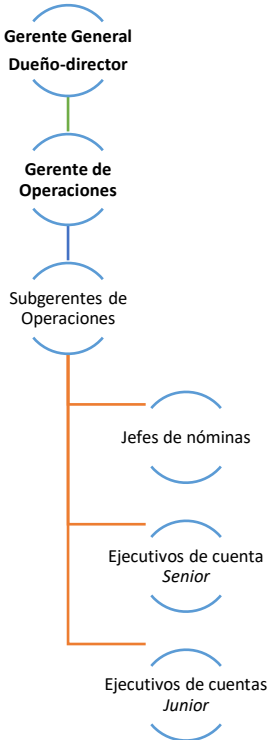 Gerente General
Dueño-director
Gerente de
Operaciones
Subgerentes de
Operaciones
Jefes de nóminas
Ejecutivos de cuenta
Senior
Ejecutivos de cuentas
Junior